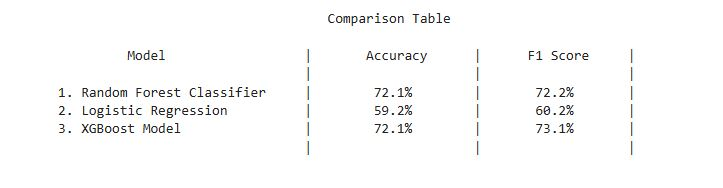 Comparison Table
Model | Accuracy | F1 Score |
| | |
1. Random Forest Classifier | 72.1% | 72.2% |
2. Logistic Regression | 59.2% | 60.2% |
3. XGBoost Model | 72.1% | 73.1% |
| | |